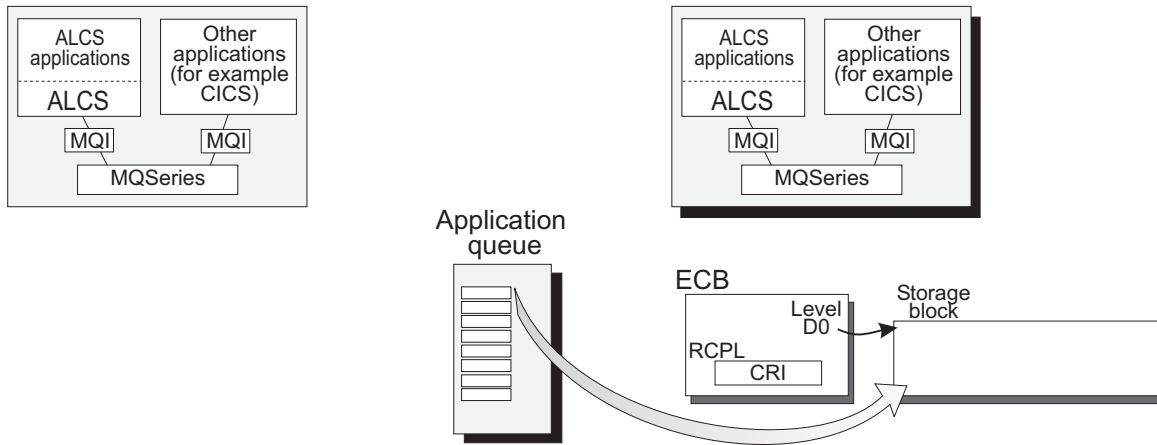 ALCS
applications
ALCS
Other
applications
(for example
CICS)
MQI
MQI
MQSeries
ALCS
applications
ALCS
Other
applications
(for example
CICS)
MQI
MQI
MQSeries
Application
queue
ECB
Level
D0
RCPL
CRI
Storage
block